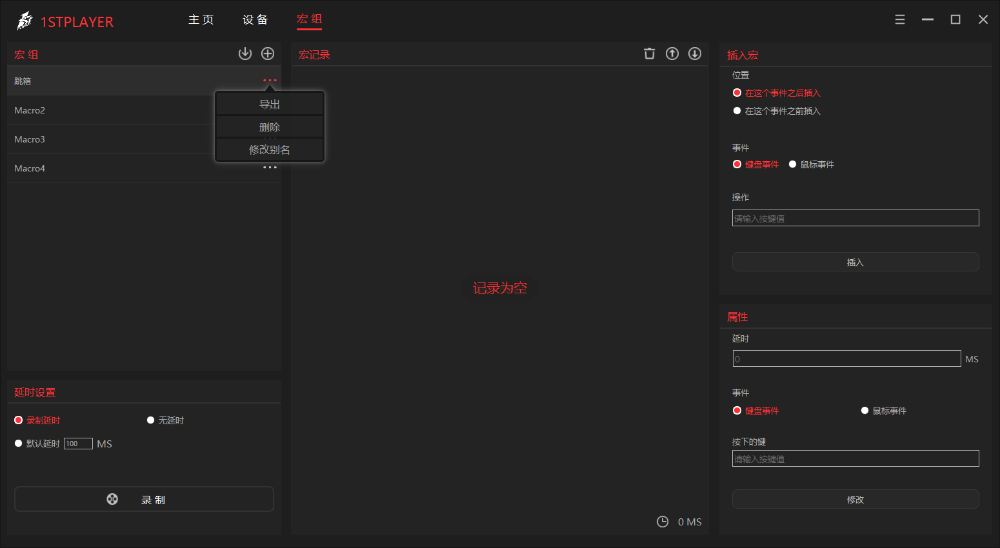 1STPLAYER
主 页
设 备
宏 组
宏 组
跳箱
Macro2
Macro3
Macro4
导出
删除
修改别名
延时设置
录制延时
无延时
默认延时 100 MS
录 制
宏记录
记录为空
0 MS
插入宏
位置
在这个事件之后插入
在这个事件之前插入
事件
键盘事件 鼠标事件
操作
请输入按键值
插入
属性
延时
0 MS
事件
键盘事件 鼠标事件
按下的键
请输入按键值
修改